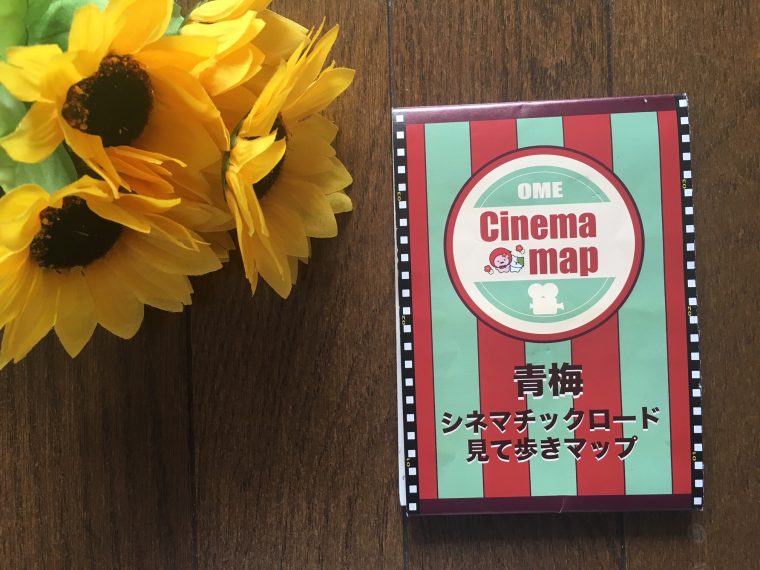 OME
Cinema
map
青梅
シネマチックロード
見て歩きマップ